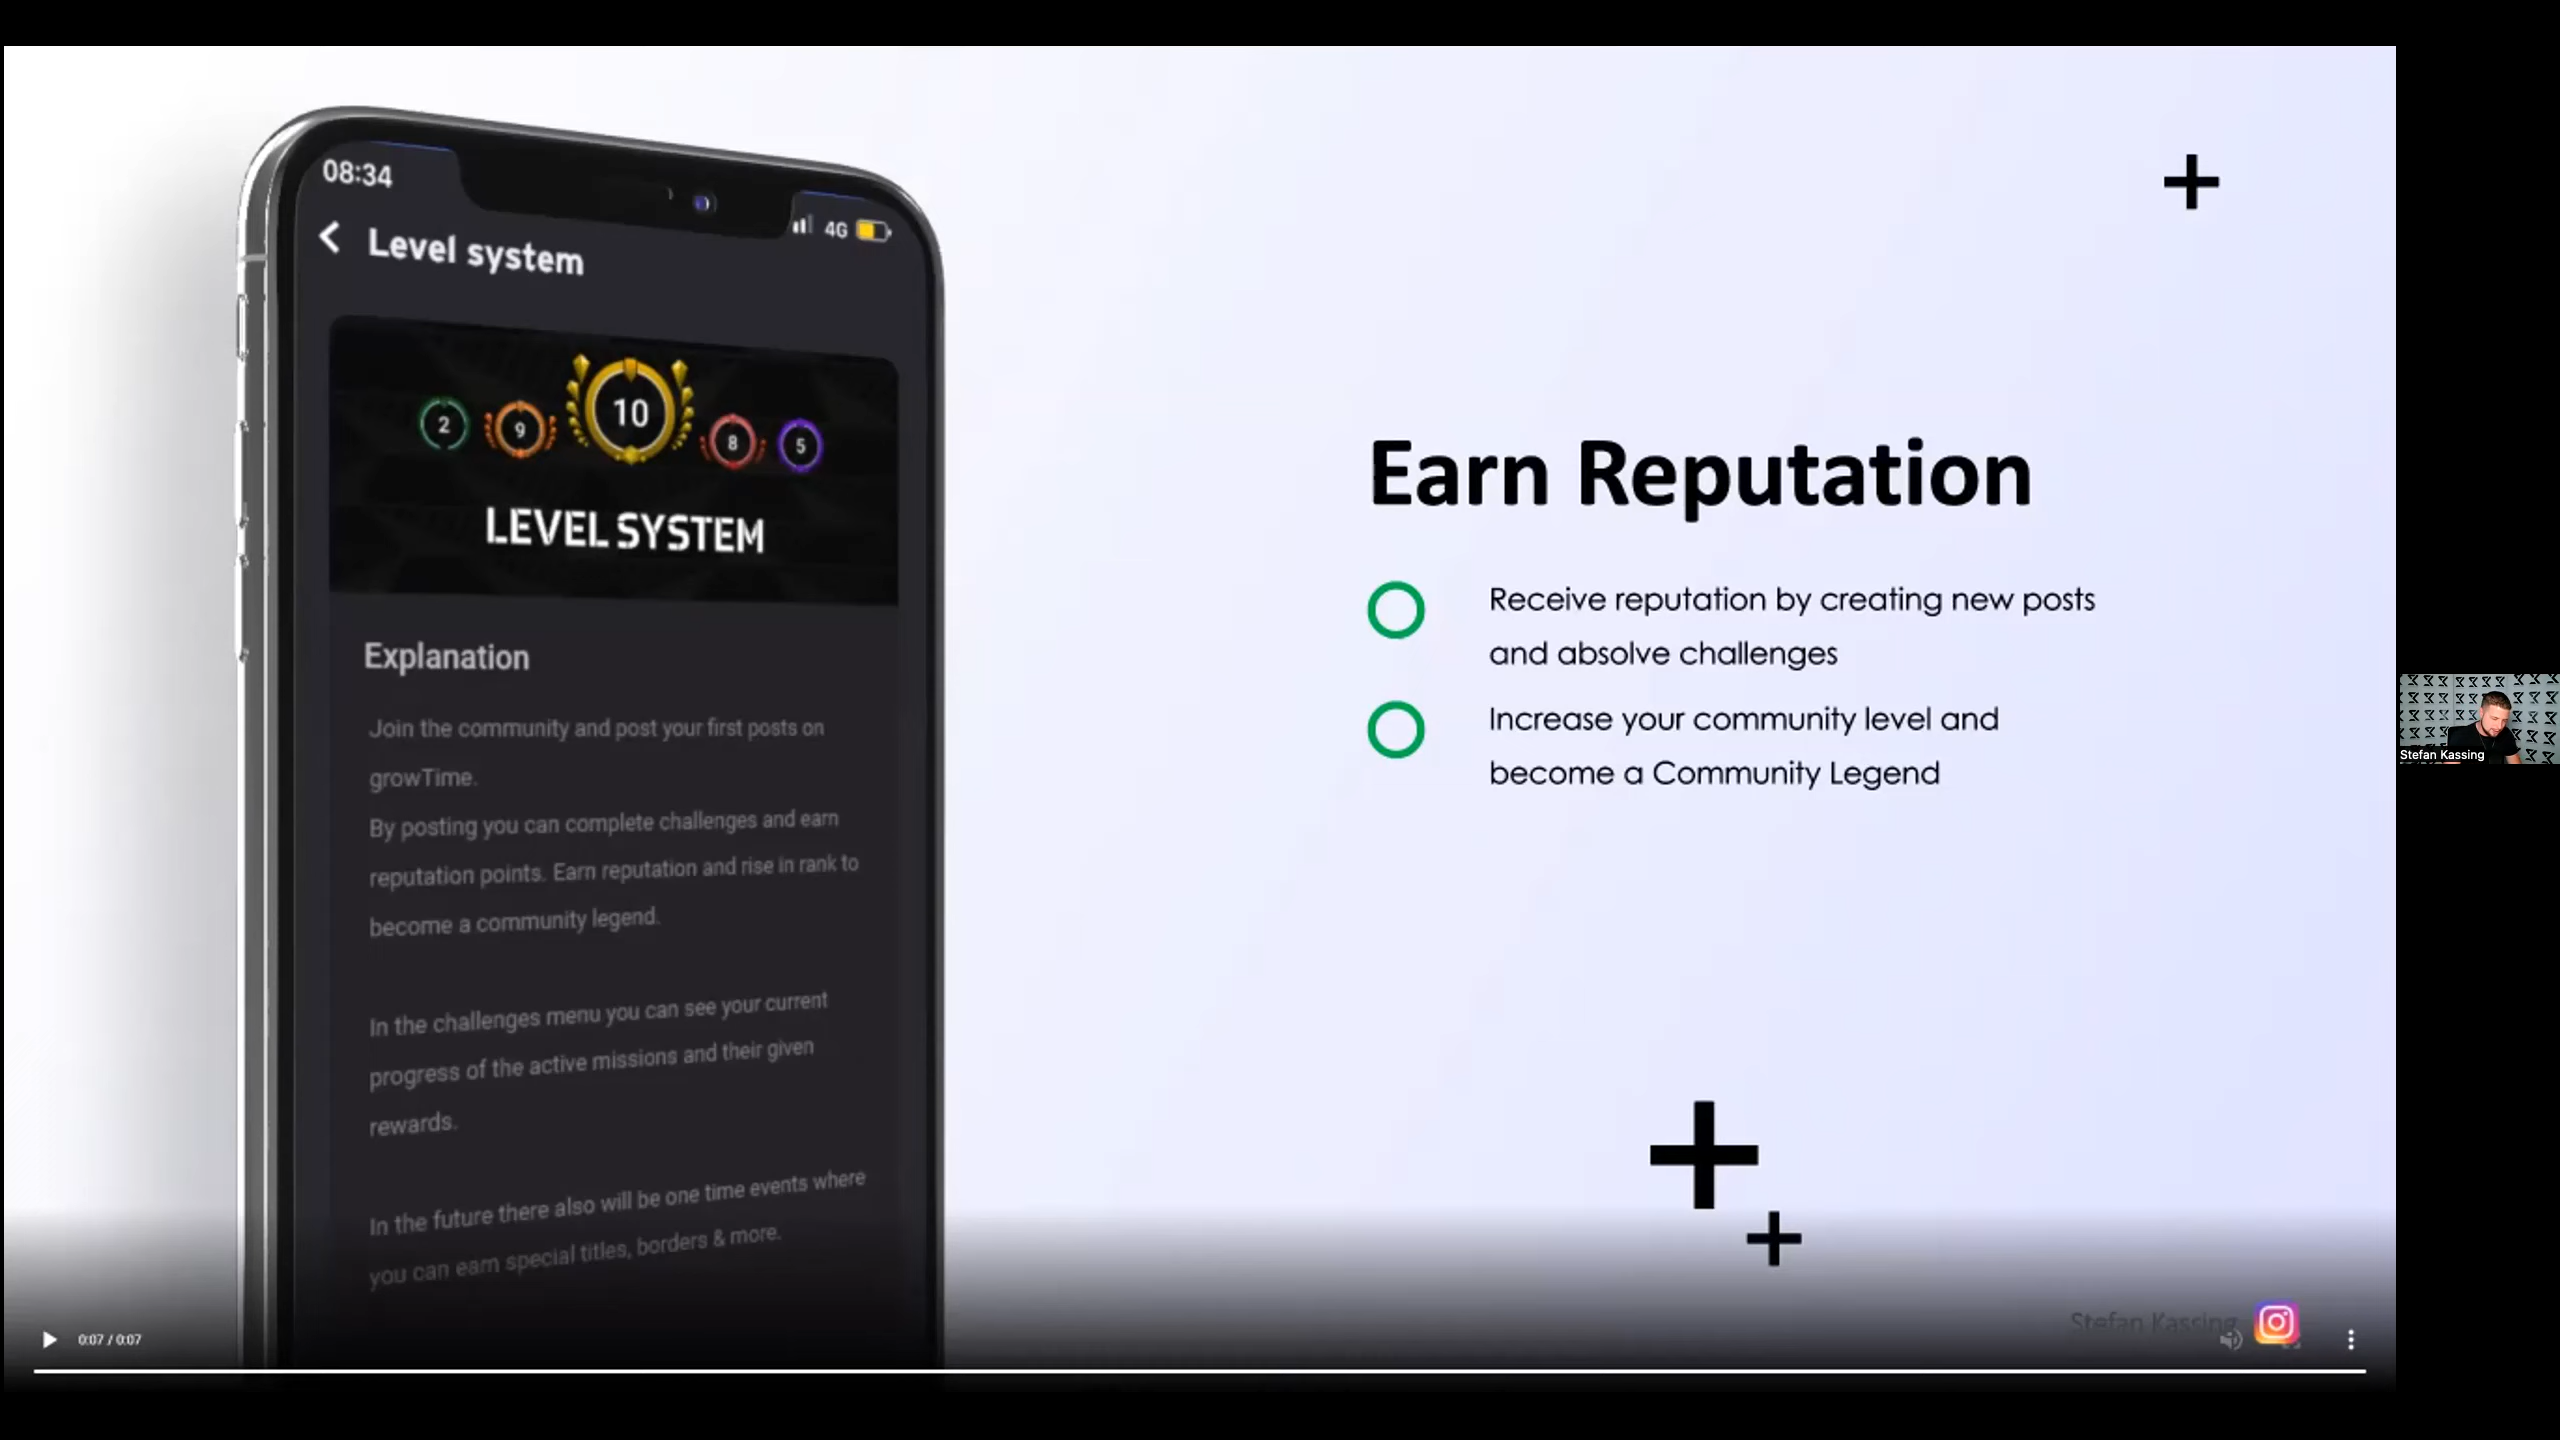 08:34
4G
Level system
2
9
10
8
5
LEVEL SYSTEM
Explanation
Join the community and post your first posts on
growTime.
By posting you can complete challenges and earn
reputation points. Earn reputation and rise in rank to
become a community legend.
In the challenges menu you can see your current
progress of the active missions and their given
rewards.
In the future there also will be one time events where
you can earn special titles, borders & more.
Earn Reputation
Receive reputation by creating new posts
and absolve challenges
Increase your community level and
become a Community Legend
Stefan Kassing
0:07 / 0:07
Stefan Kassing